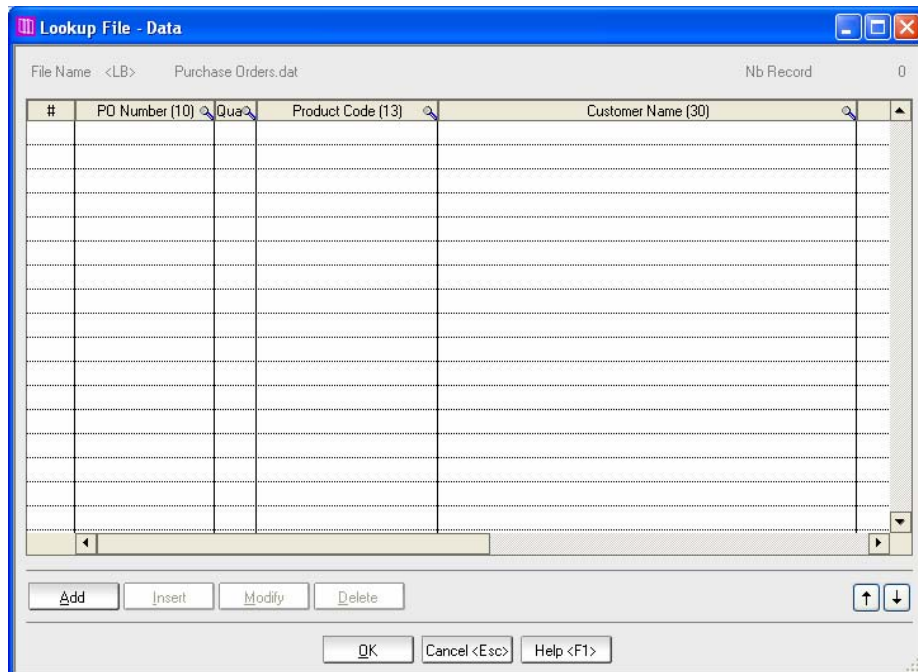 Lookup File - Data
File Name <LB> Purchase Orders.dat Nb Record 0
# PO Number (10) Qua Product Code (13) Customer Name (30)
Add Insert Modify Delete
OK Cancel <Esc> Help <F1>